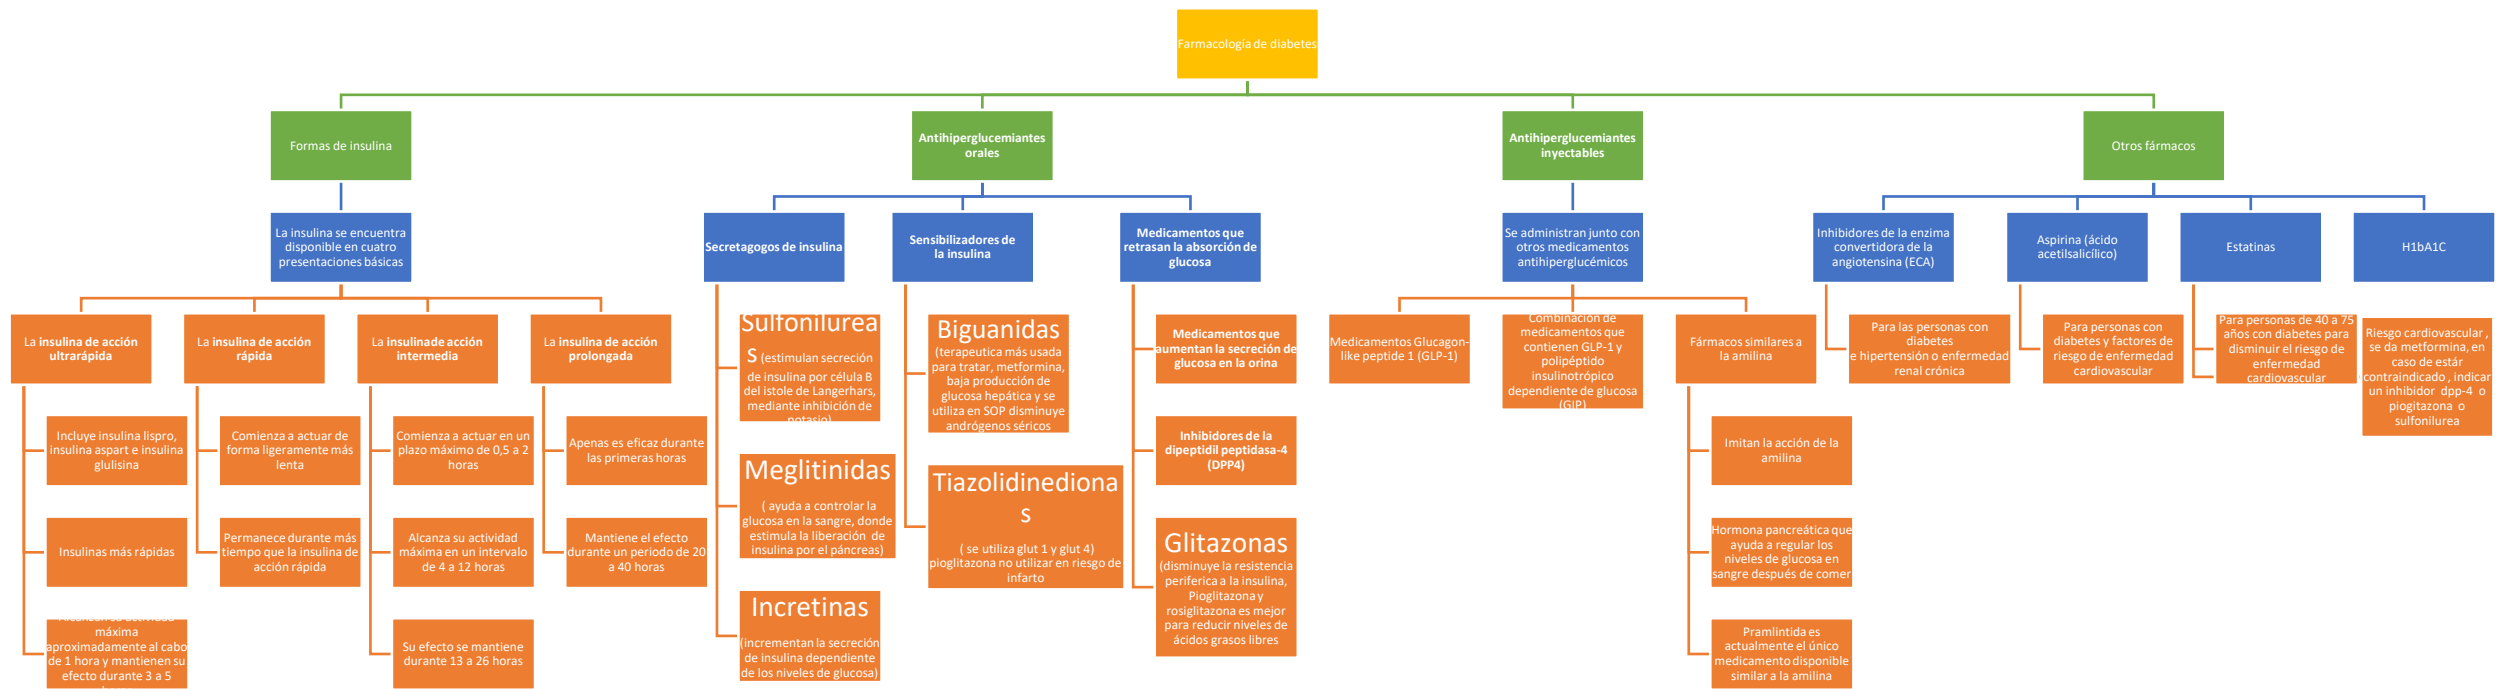 Farmacología de diabetes
Formas de insulina
Antihiperglucemiantes
orales
Antihiperglucemiantes
inyectables
Otros fármacos
La insulina se encuentra
disponible en cuatro
presentaciones básicas
Secretagogos de insulina
Sensibilizadores de
la insulina
Medicamentos que
retrasan la absorción de
glucosa
Se administran junto con
otros medicamentos
antihiperglucémicos
Inhibidores de la enzima
convertidora de la
angiotensina (ECA)
Aspirina (ácido
acetilsalicílico)
Estatinas
H1bA1C
La insulina de acción
ultrarápida
La insulina de acción
rápida
La insulinade acción
intermedia
La insulina de acción
prolongada
Incluye insulina lispro,
insulina aspart e insulina
glulisina
Insulinas más rápidas
máxima
aproximadamente al cabo
de 1 hora y mantienen su
efecto durante 3 a 5
Comienza a actuar de
forma ligeramente más
lenta
Permanece durante más
tiempo que la insulina de
acción rápida
Comienza a actuar en un
plazo máximo de 0,5 a 2
horas
Alcanza su actividad
máxima en un intervalo
de 4 a 12 horas
Su efecto se mantiene
durante 13 a 26 horas
Apenas es eficaz durante
las primeras horas
Mantiene el efecto
durante un periodo de 20
a 40 horas
Sulfonilurea
s (estimulan secreción
de insulina por célula B
del istole de Langerhars,
mediante inhibición de
potasio)
Meglitinidas
( ayuda a controlar la
glucosa en la sangre, donde
estimula la liberación de
insulina por el páncreas)
Incretinas
(incrementan la secreción
de insulina dependiente
de los niveles de glucosa)
Biguanidas
(terapeutica más usada
para tratar, metformina,
baja producción de
glucosa hepática y se
utiliza en SOP disminuye
andrógenos séricos
Tiazolidinediona
s
( se utiliza glut 1 y glut 4)
pioglitazona no utilizar en riesgo de
infarto
Medicamentos que
aumentan la secreción de
glucosa en la orina
Inhibidores de la
dipeptidil peptidasa-4
(DPP4)
Glitazonas
(disminuye la resistencia
periferica a la insulina,
Pioglitazona y
rosiglitazona es mejor
para reducir niveles de
ácidos grasos libres
Medicamentos Glucagon-
like peptide 1 (GLP-1)
Combinación de
medicamentos que
contienen GLP-1 y
polipéptido
insulinotrópico
dependiente de glucosa
(GIP)
Fármacos similares a
la amilina
Imitan la acción de la
amilina
Hormona pancreática que
ayuda a regular los
niveles de glucosa en
sangre después de comer
Pramlintida es
actualmente el único
medicamento disponible
similar a la amilina
Para las personas con
diabetes
e hipertensión o enfermedad
renal crónica
Para personas con
diabetes y factores de
riesgo de enfermedad
cardiovascular
Para personas de 40 a 75
años con diabetes para
disminuir el riesgo de
enfermedad
cardiovascular
Riesgo cardiovascular ,
se da metformina, en
caso de estár
contraindicado , indicar
un inhibidor dpp-4 o
piogitazona o
sulfonilurea